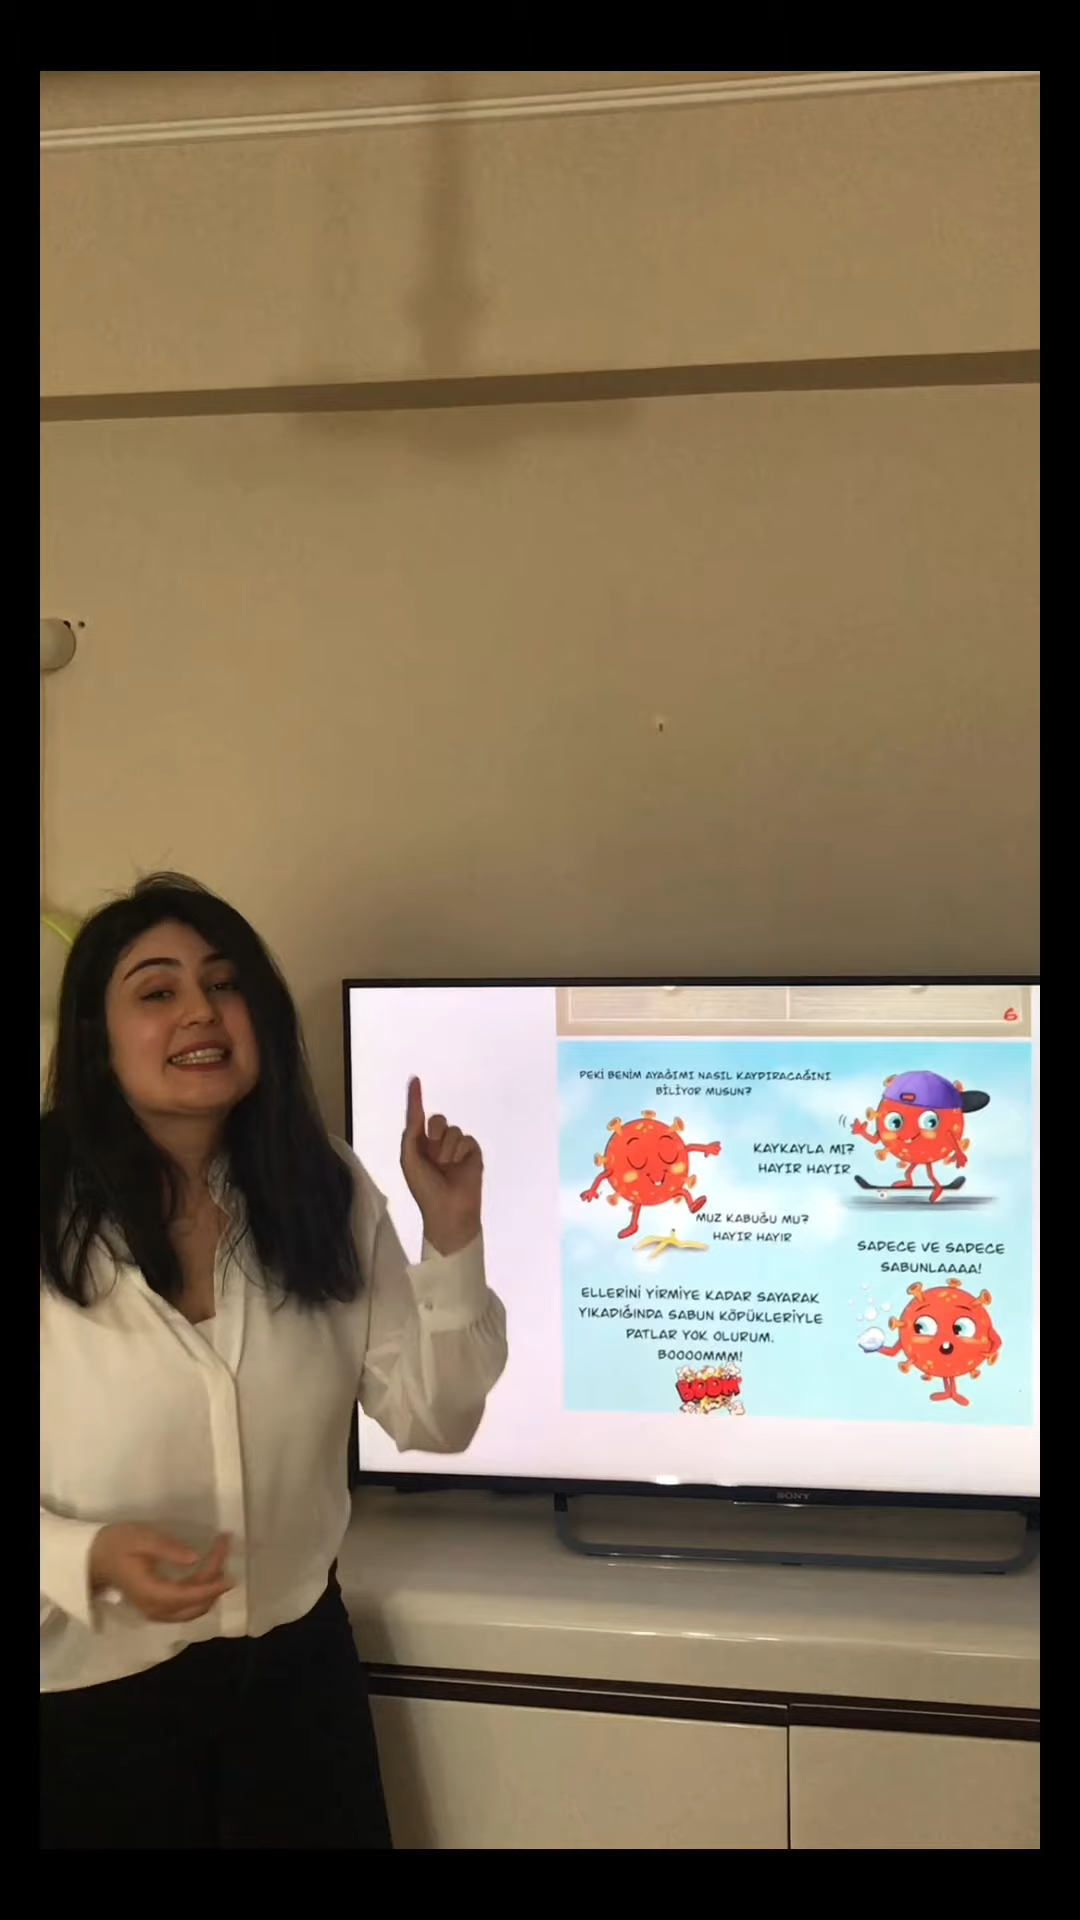 6
PEKİ BENİM AYAĞIMI NASIL KAYDIRACAĞINI
BİLİYOR MUSUN?
KAYKAYLA MI?
HAYIR HAYIR
MUZ KABUĞU MU?
HAYIR HAYIR
SADECE VE SADECE
SABUNLAAAA!
ELLERİNİ YİRMİYE KADAR SAYARAK
YIKADIĞINDA SABUN KÖPÜKLERİYLE
PATLAR YOK OLURUM.
BOOOOMMM!
BOOM
SONY